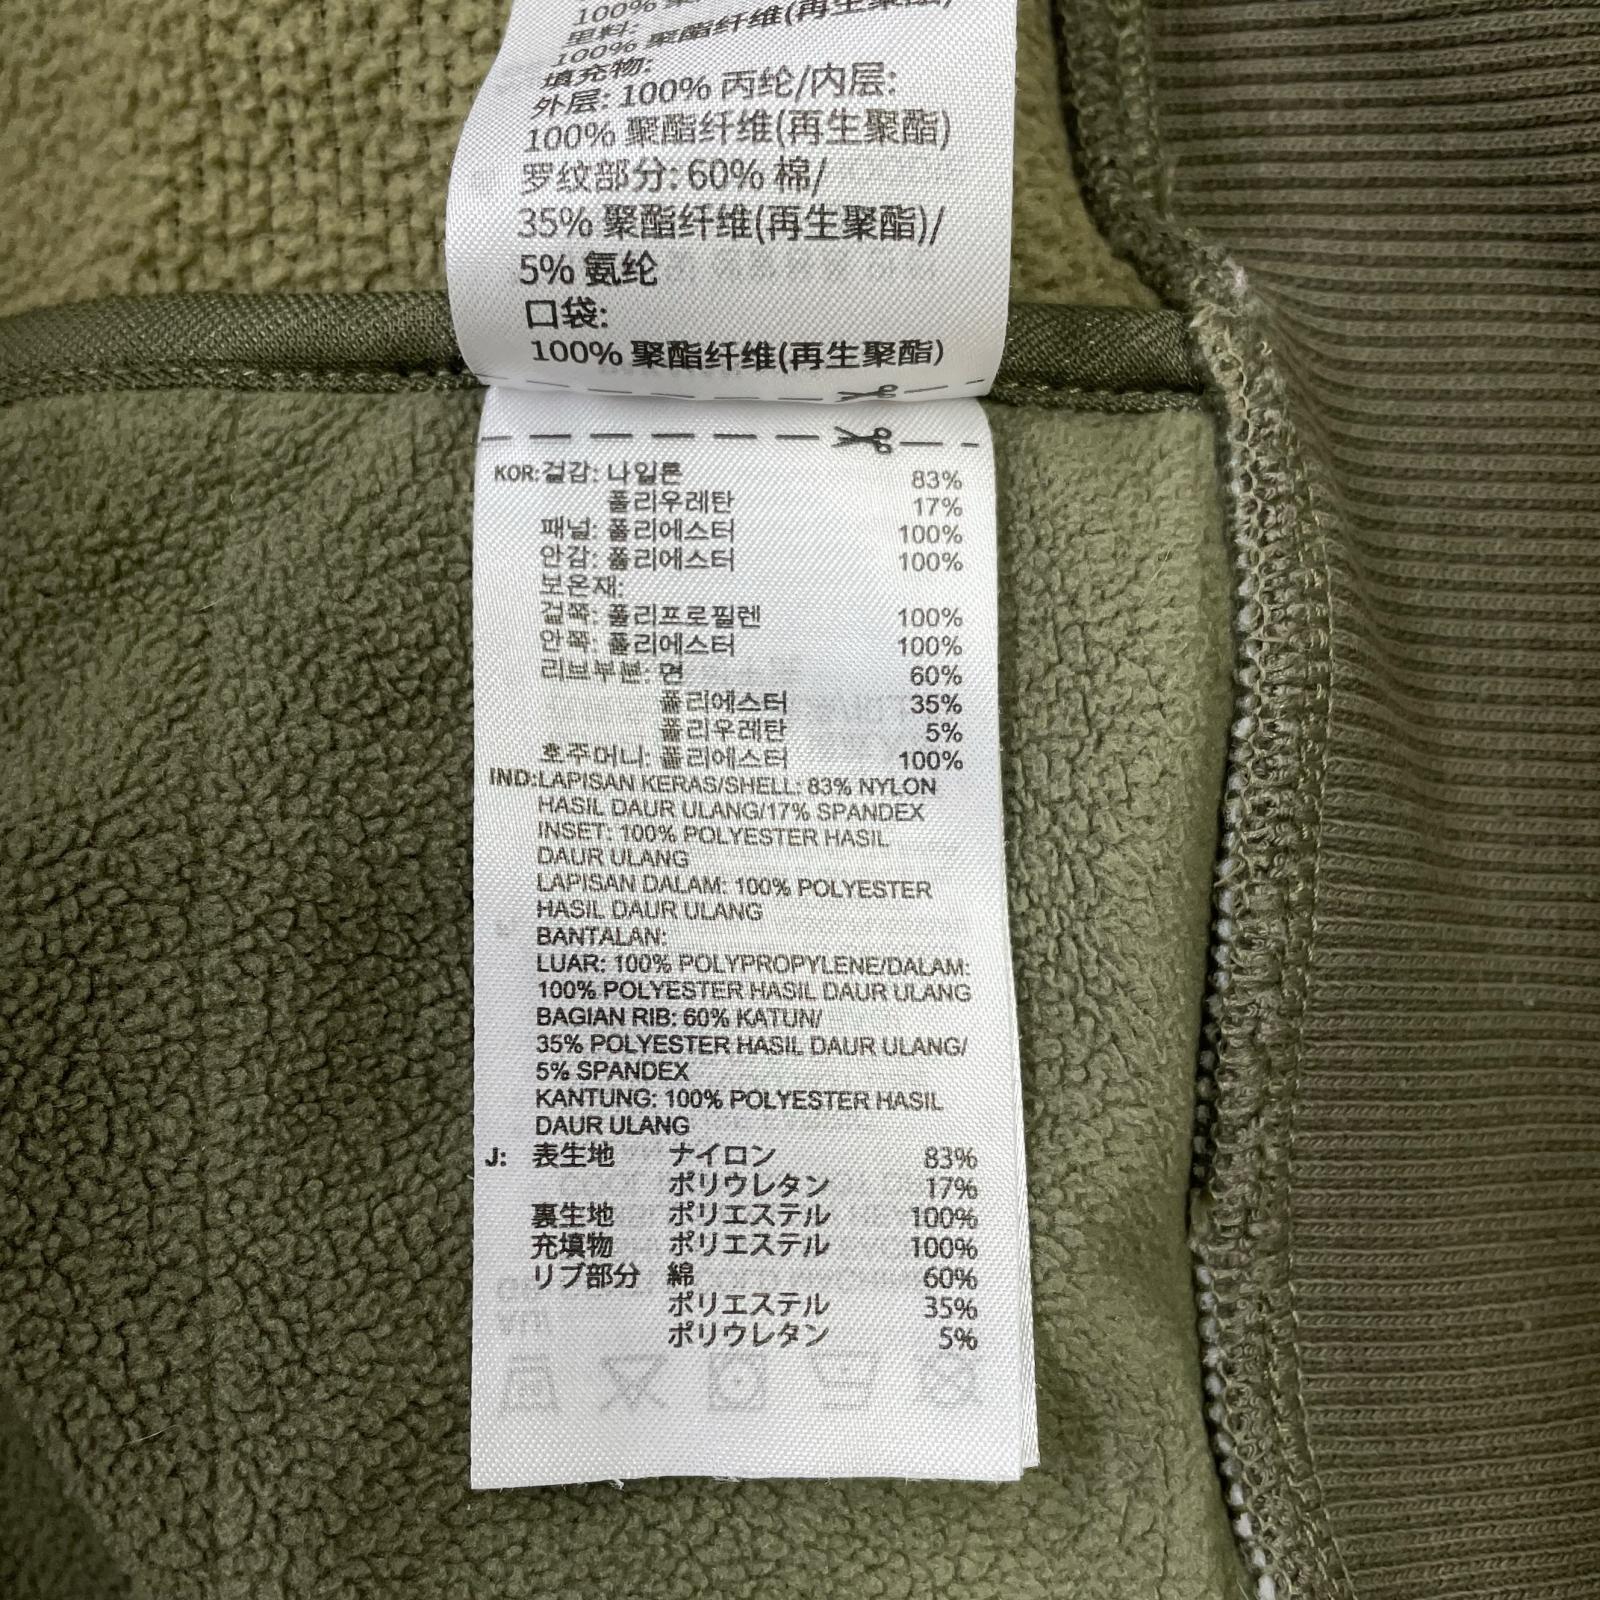 100% 聚
里料:
100% 聚酯纤维(再生聚酯)
填充物:
外层: 100% 丙纶/内层:
100% 聚酯纤维(再生聚酯)
罗纹部分: 60% 棉/
35% 聚酯纤维(再生聚酯)/
5% 氨纶
口袋:
100% 聚酯纤维(再生聚酯)
KOR: 겉감: 나일론 83%
폴리우레탄 17%
패널: 폴리에스터 100%
안감: 폴리에스터 100%
보온재:
겉쪽: 폴리프로필렌 100%
안쪽: 폴리에스터 100%
리브부분: 면 60%
폴리에스터 35%
폴리우레탄 5%
호주머니: 폴리에스터 100%
IND: LAPISAN KERAS/SHELL: 83% NYLON
HASIL DAUR ULANG/17% SPANDEX
INSET: 100% POLYESTER HASIL
DAUR ULANG
LAPISAN DALAM: 100% POLYESTER
HASIL DAUR ULANG
BANTALAN:
LUAR: 100% POLYPROPYLENE/DALAM:
100% POLYESTER HASIL DAUR ULANG
BAGIAN RIB: 60% KATUN/
35% POLYESTER HASIL DAUR ULANG/
5% SPANDEX
KANTUNG: 100% POLYESTER HASIL
DAUR ULANG
J: 表生地 ナイロン 83%
ポリウレタン 17%
裏生地 ポリエステル 100%
充填物 ポリエステル 100%
リブ部分 綿 60%
ポリエステル 35%
ポリウレタン 5%